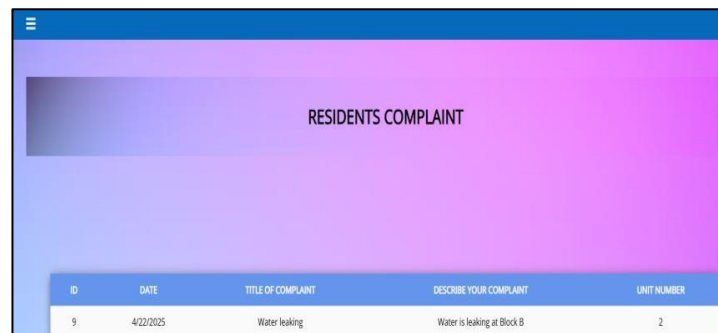 RESIDENTS COMPLAINT
ID DATE TITLE OF COMPLAINT DESCRIBE YOUR COMPLAINT UNIT NUMBER
9 4/22/2025 Water leaking Water is leaking at Block B 2